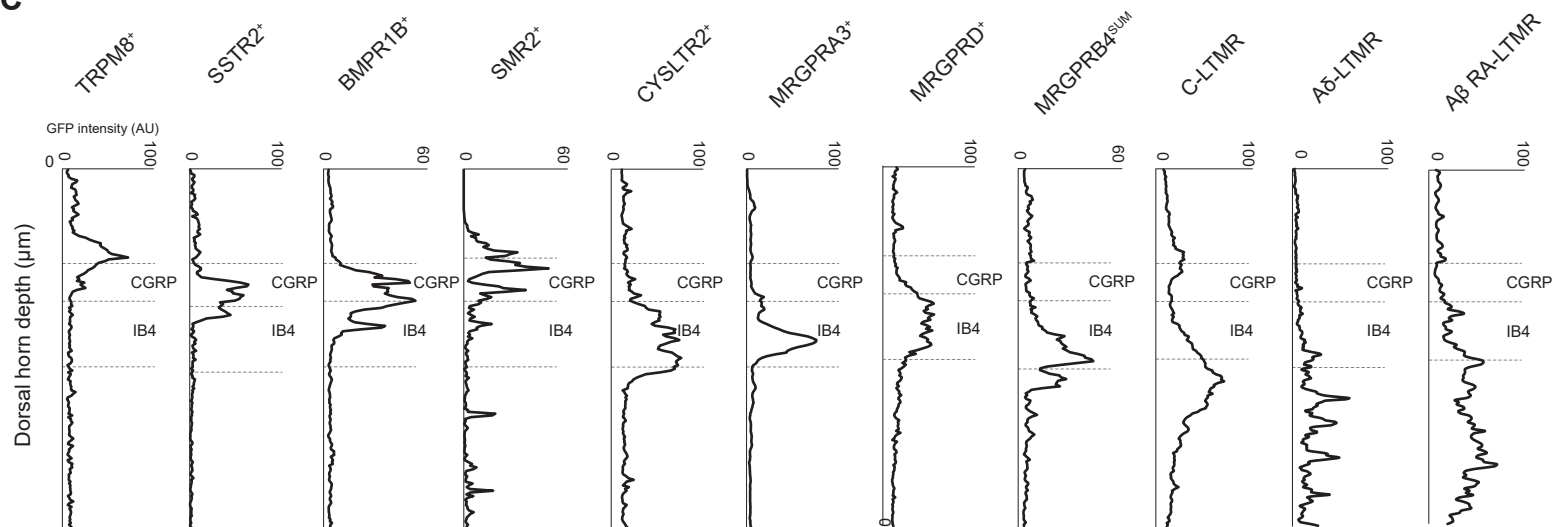 C
TRPM8+
SSTR2+
BMPR1B+
SMR2+
CYSLTR2+
MRGPRA3+
MRGPRD+
MRGPRB4SUM
C-LTMR
Aδ-LTMR
Aβ RA-LTMR
GFP intensity (AU)
0 0 100 0 100 0 60 0 60 0 100 0 100 100 0 60 0 100 0 100 0 100
CGRP CGRP CGRP CGRP CGRP CGRP CGRP CGRP CGRP CGRP
IB4 IB4 IB4 IB4 IB4 IB4 IB4 IB4 IB4 IB4 IB4
Dorsal horn depth (μm)
0